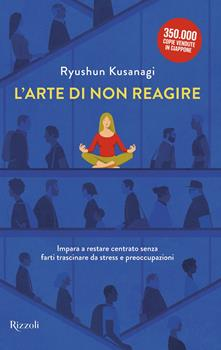 350.000
COPIE VENDUTE
IN GIAPPONE
Ryushun Kusanagi
L'ARTE DI NON REAGIRE
Impara a restare centrato senza
farti trascinare da stress e preoccupazioni
Rizzoli